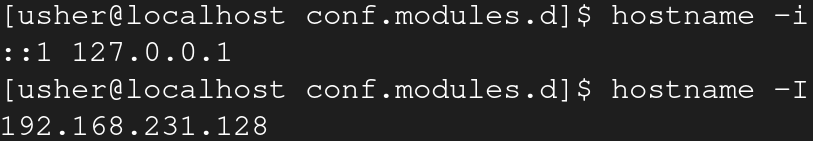 [usher@localhost conf.modules.d]$ hostname -i
::1 127.0.0.1
[usher@localhost conf.modules.d]$ hostname -I
192.168.231.128